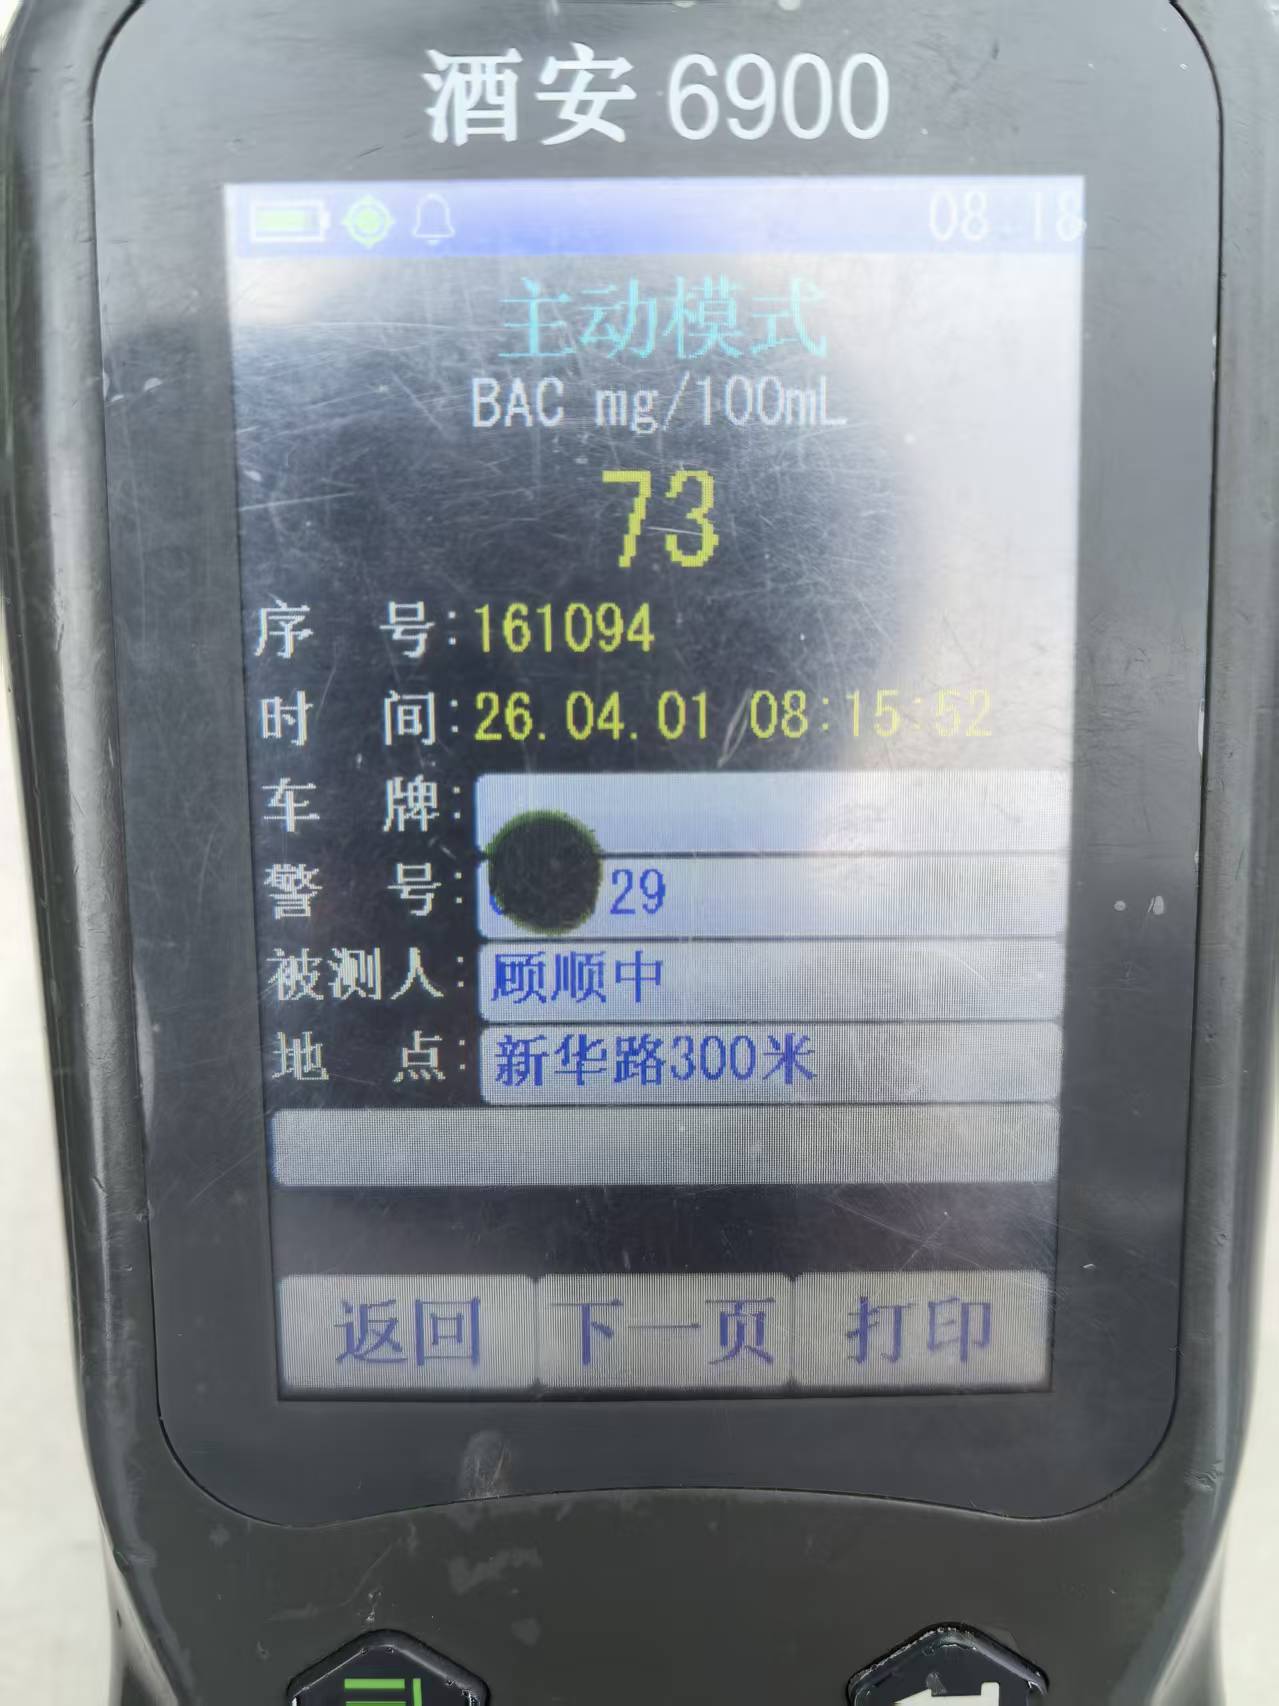 酒安 6900
08:18
主动模式
BAC mg/100mL
73
序 号:161094
时 间:26.04.01 08:15:52
车 牌:
警 号: 29
被测人:顾顺中
地 点:新华路300米
返回 下一页 打印